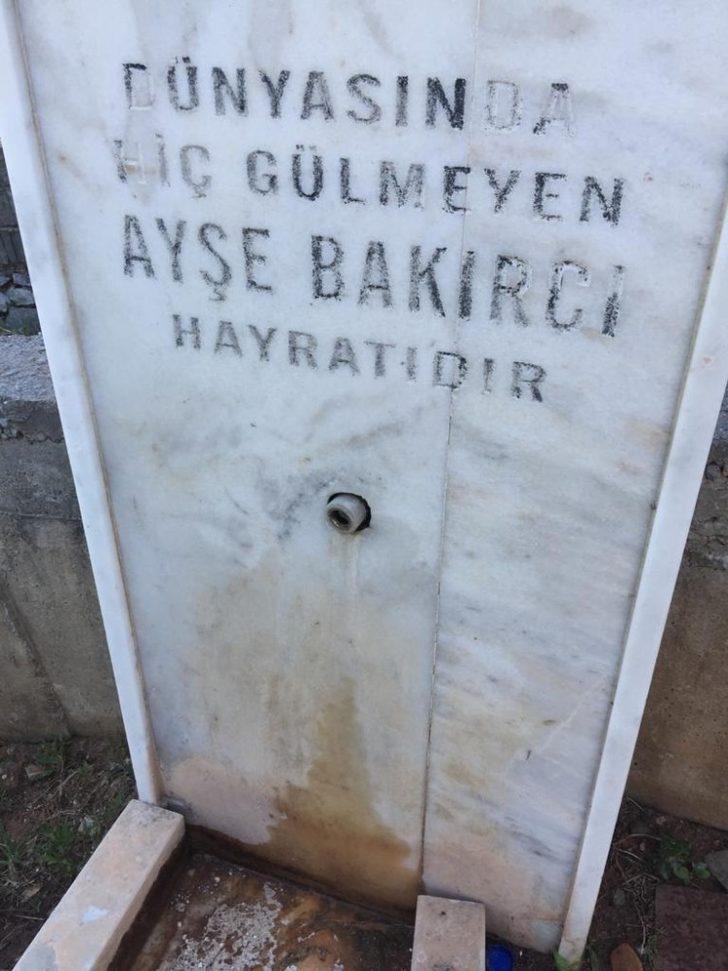 DÜNYASINDA
HİÇ GÜLMEYEN
AYŞE BAKIRCI
HAYRATIDIR